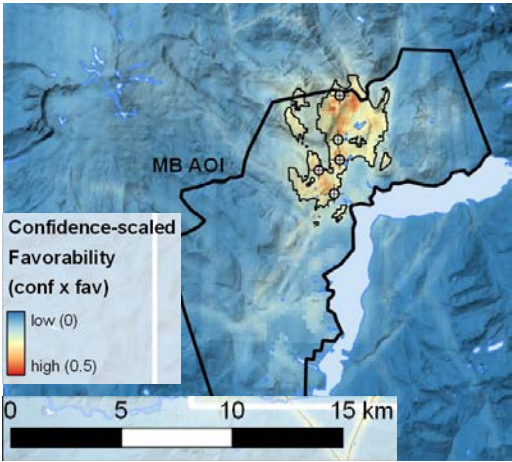 MB AOI
Confidence-scaled
Favorability
(conf x fav)
low (0)
high (0.5)
0 5 10 15 km